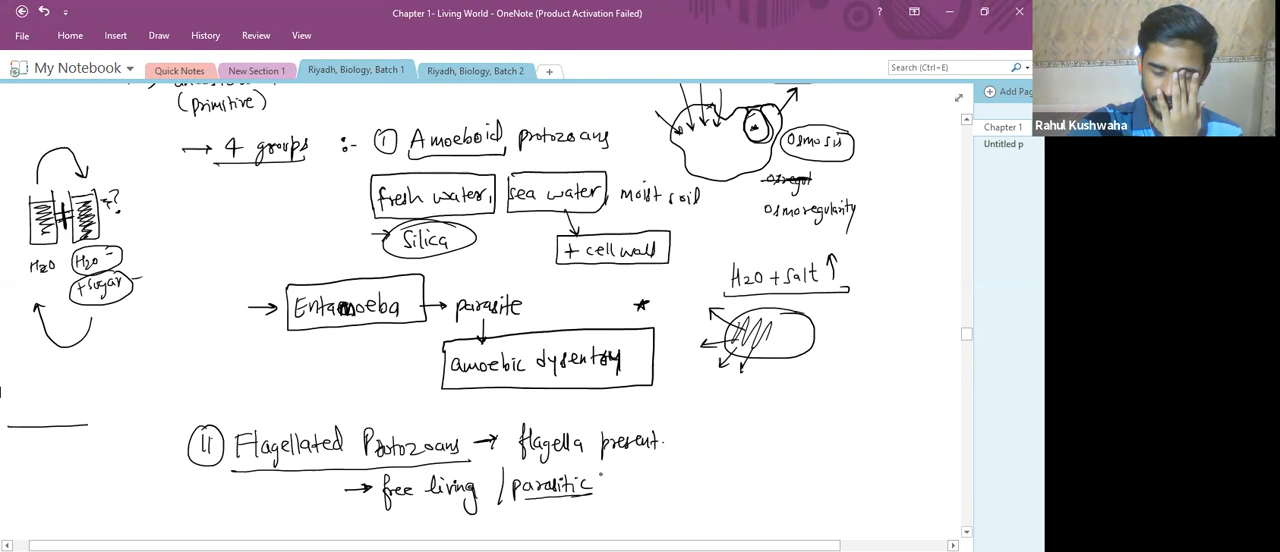 Chapter 1- Living World - OneNote (Product Activation Failed)
?
File Home Insert Draw History Review View
My Notebook
Quick Notes
New Section 1
Riyadh, Biology, Batch 1
Riyadh, Biology, Batch 2
Search (Ctrl+E)
Add Pag
Chapter 1
Untitled p
Rahul Kushwaha
(primitive)
→ 4 groups :- I Amoeboid protozoans
Osmosis
fresh water, sea water, moist soil
osmoregularity
→ Silica
+ cell wall
?
H2O
H2O
+ sugar
H2O + salt ↑
→ Entamoeba → parasite
amoebic dysentry
II Flagellated Protozoans → flagella present.
→ free living / parasitic